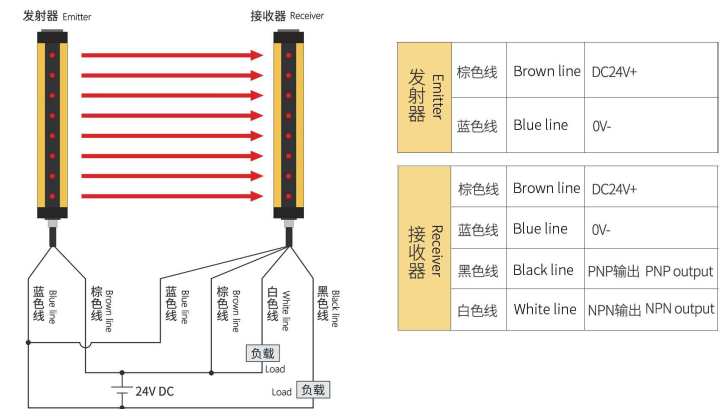 发射器 Emitter
接收器 Receiver
蓝色线 Blue line
棕色线 Brown line
蓝色线 Blue line
棕色线 Brown line
白色线 White line
黑色线 Black line
负载
Load
24V DC
Load 负载
发射器 Emitter
棕色线 Brown line DC24V+
蓝色线 Blue line 0V-
接收器 Receiver
棕色线 Brown line DC24V+
蓝色线 Blue line 0V-
黑色线 Black line PNP输出 PNP output
白色线 White line NPN输出 NPN output